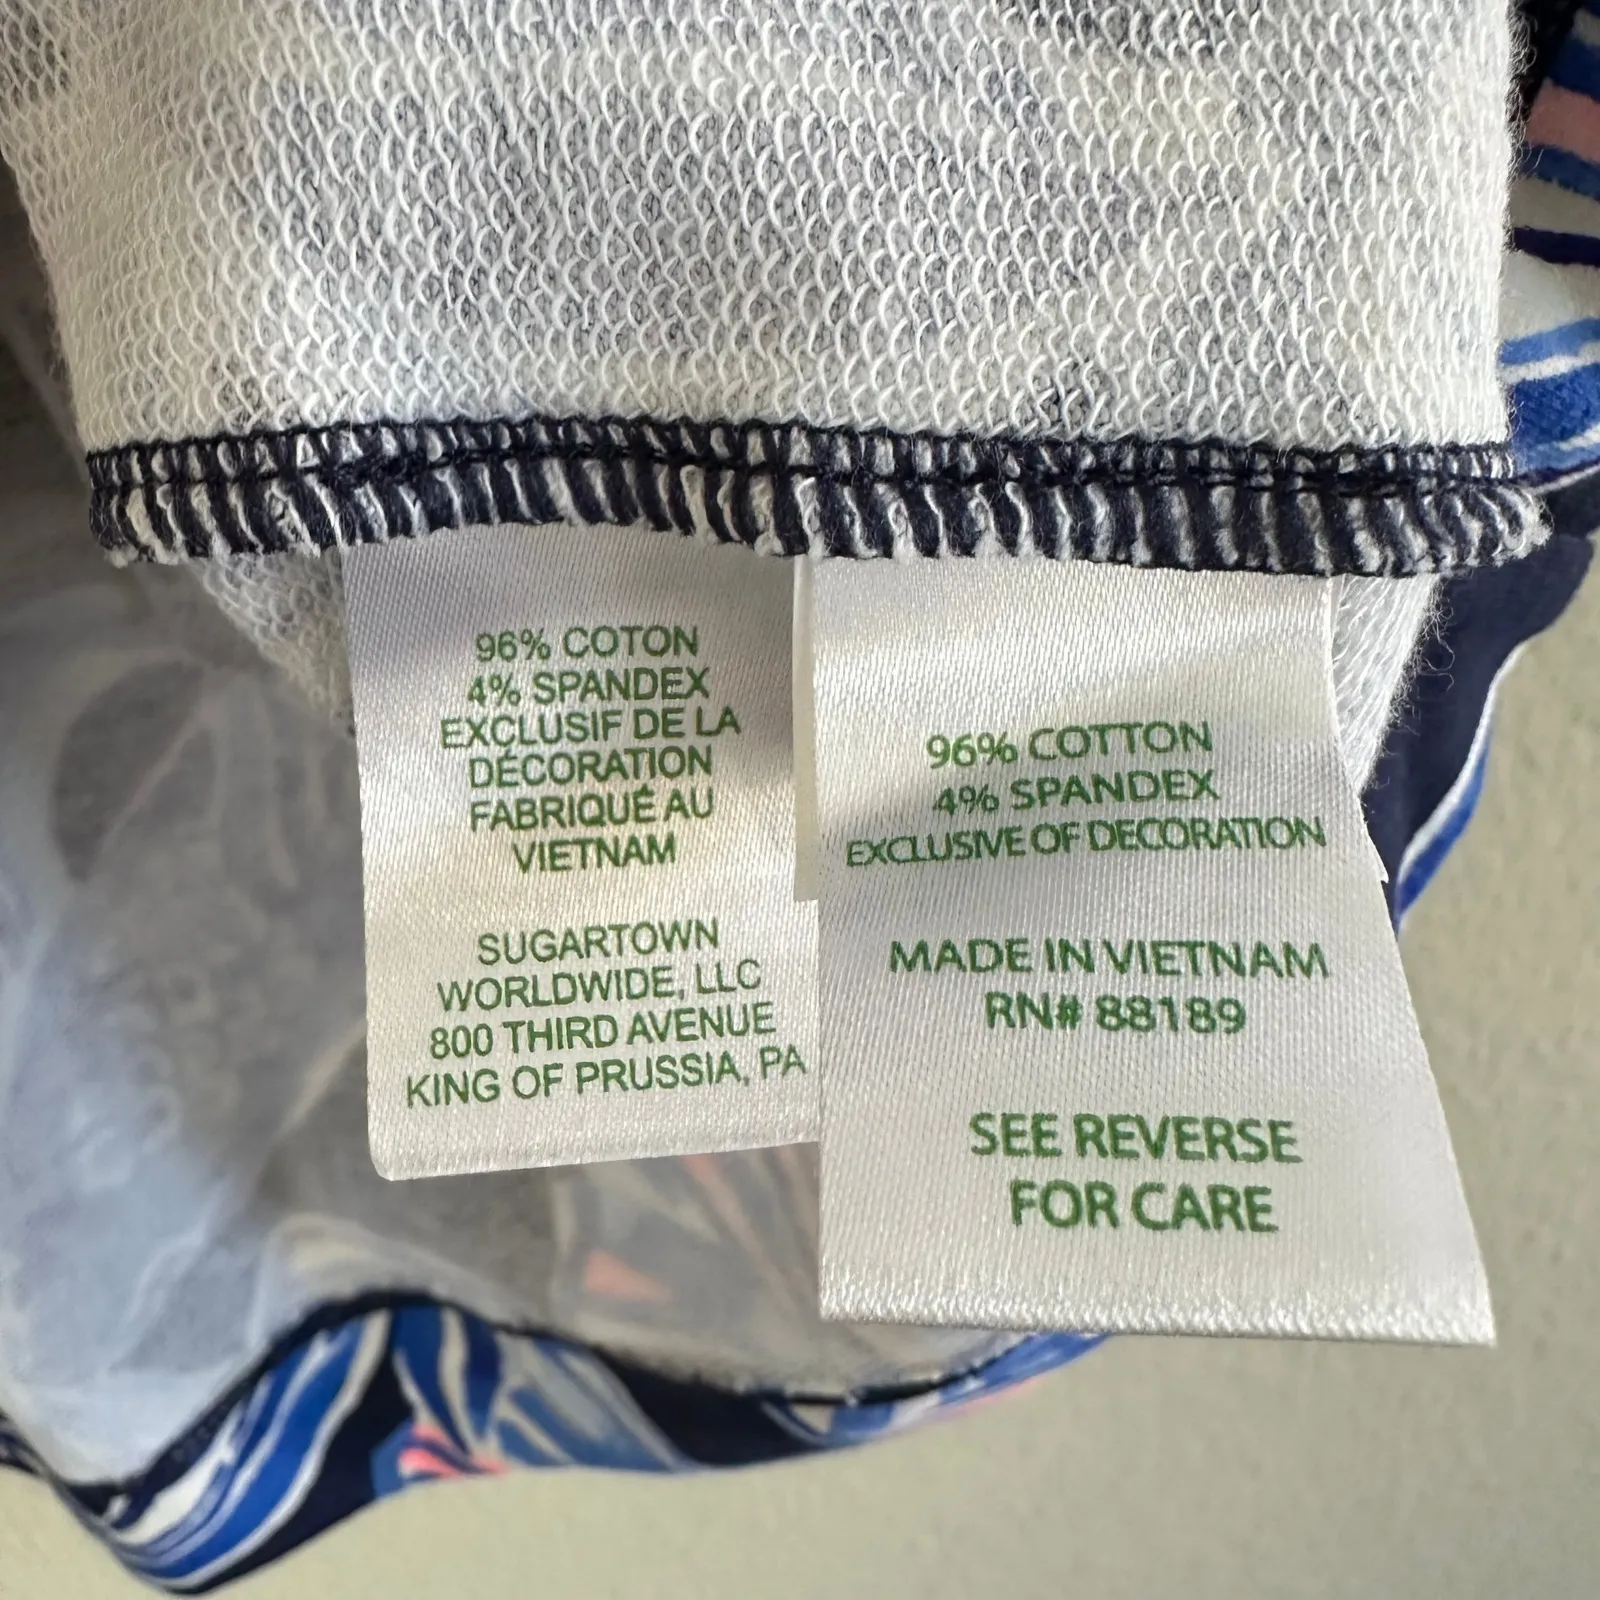 96% COTON
4% SPANDEX
EXCLUSIF DE LA
DÉCORATION
FABRIQUÉ AU
VIETNAM
SUGARTOWN
WORLDWIDE, LLC
800 THIRD AVENUE
KING OF PRUSSIA, PA
96% COTTON
4% SPANDEX
EXCLUSIVE OF DECORATION
MADE IN VIETNAM
RN# 88189
SEE REVERSE
FOR CARE